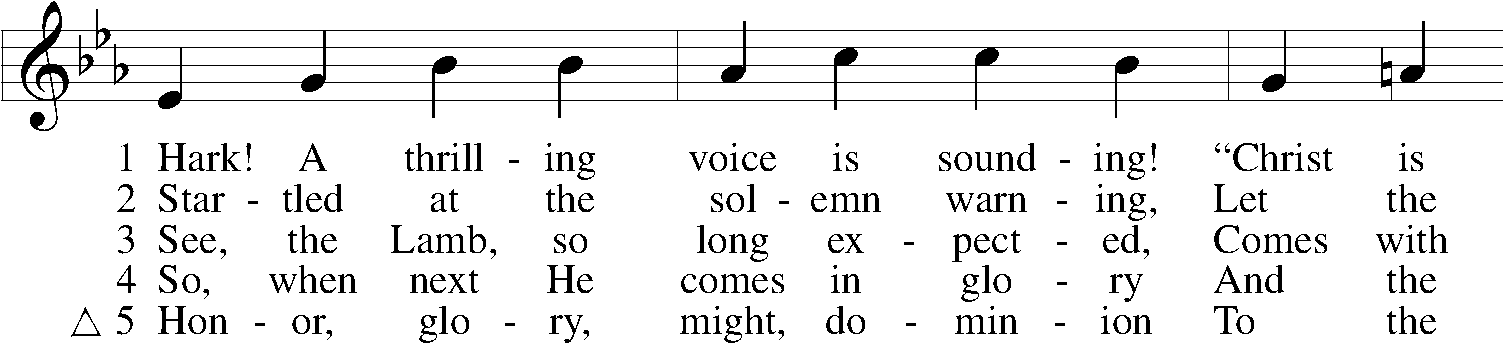 1 Hark! A thrill - ing voice is sound - ing! “Christ is
2 Star - tled at the sol - emn warn - ing, Let the
3 See, the Lamb, so long ex - pect - ed, Comes with
4 So, when next He comes in glo - ry And the
△ 5 Hon - or, glo - ry, might, do - min - ion To the